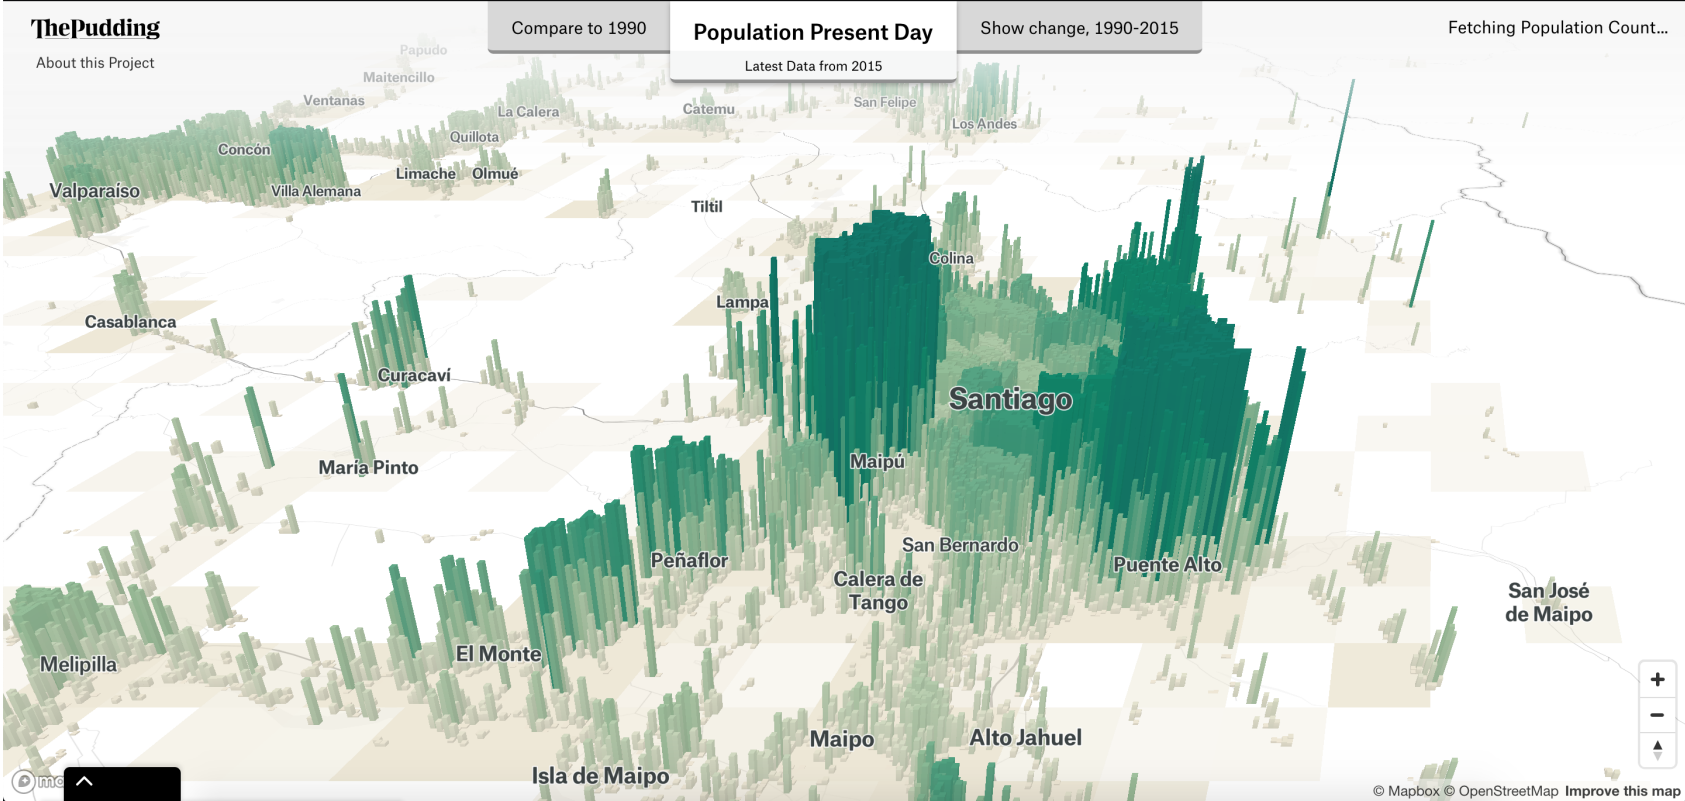 ThePudding
About this Project
Compare to 1990
Population Present Day
Latest Data from 2015
Show change, 1990-2015
Fetching Population Count...
Papudo
Maitencillo
Ventanas
La Calera
Catemu
San Felipe
Los Andes
Quillota
Concón
Limache
Olmué
Valparaíso
Villa Alemana
Tiltil
Colina
Lampa
Casablanca
Curacaví
Santiago
María Pinto
Maipú
San Bernardo
Peñaflor
Puente Alto
Calera de
Tango
San José
de Maipo
El Monte
Melipilla
Maipo
Alto Jahuel
Isla de Maipo
© Mapbox © OpenStreetMap Improve this map